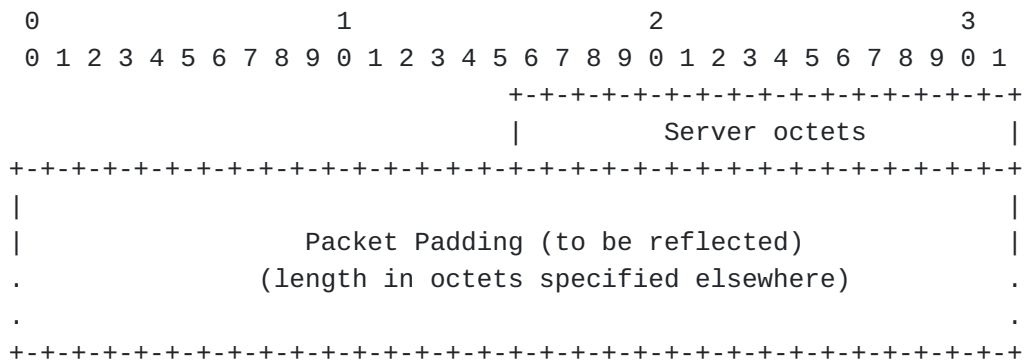 0                   1                   2                   3
0 1 2 3 4 5 6 7 8 9 0 1 2 3 4 5 6 7 8 9 0 1 2 3 4 5 6 7 8 9 0 1
                                +-+-+-+-+-+-+-+-+-+-+-+-+-+-+-+-+
                                |         Server octets         |
+-+-+-+-+-+-+-+-+-+-+-+-+-+-+-+-+-+-+-+-+-+-+-+-+-+-+-+-+-+-+-+-+
|                                                               |
|                  Packet Padding (to be reflected)             |
.               (length in octets specified elsewhere)          .
.                                                               .
+-+-+-+-+-+-+-+-+-+-+-+-+-+-+-+-+-+-+-+-+-+-+-+-+-+-+-+-+-+-+-+-+